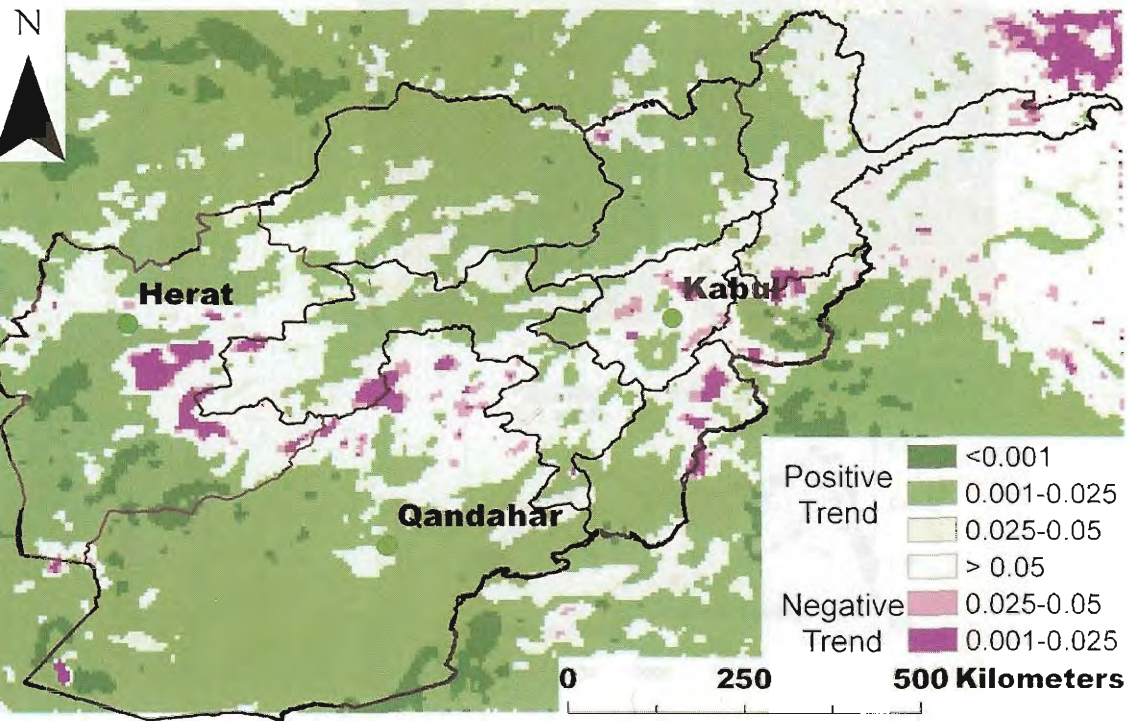 N
Herat
Kabul
Qandahar
Positive
Trend
<0.001
0.001-0.025
0.025-0.05
> 0.05
Negative
Trend
0.025-0.05
0.001-0.025
0 250 500 Kilometers